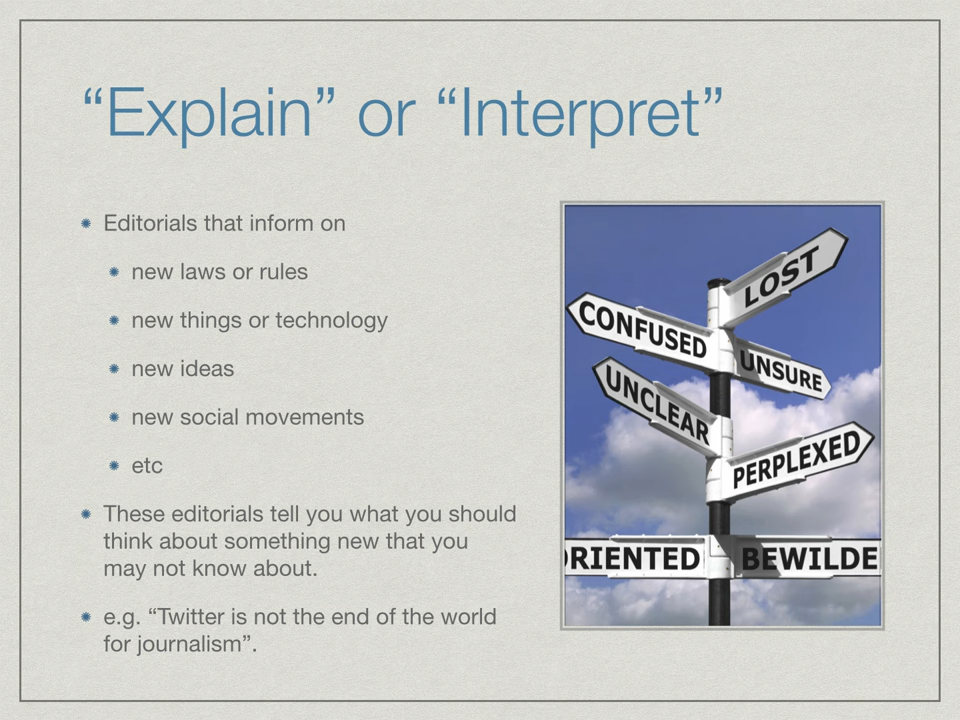 “Explain” or “Interpret”
Editorials that inform on
new laws or rules
new things or technology
new ideas
new social movements
etc
These editorials tell you what you should
think about something new that you
may not know about.
e.g. “Twitter is not the end of the world
for journalism”.
LOST
CONFUSED
UNSURE
UNCLEAR
PERPLEXED
ORIENTED
BEWILDE